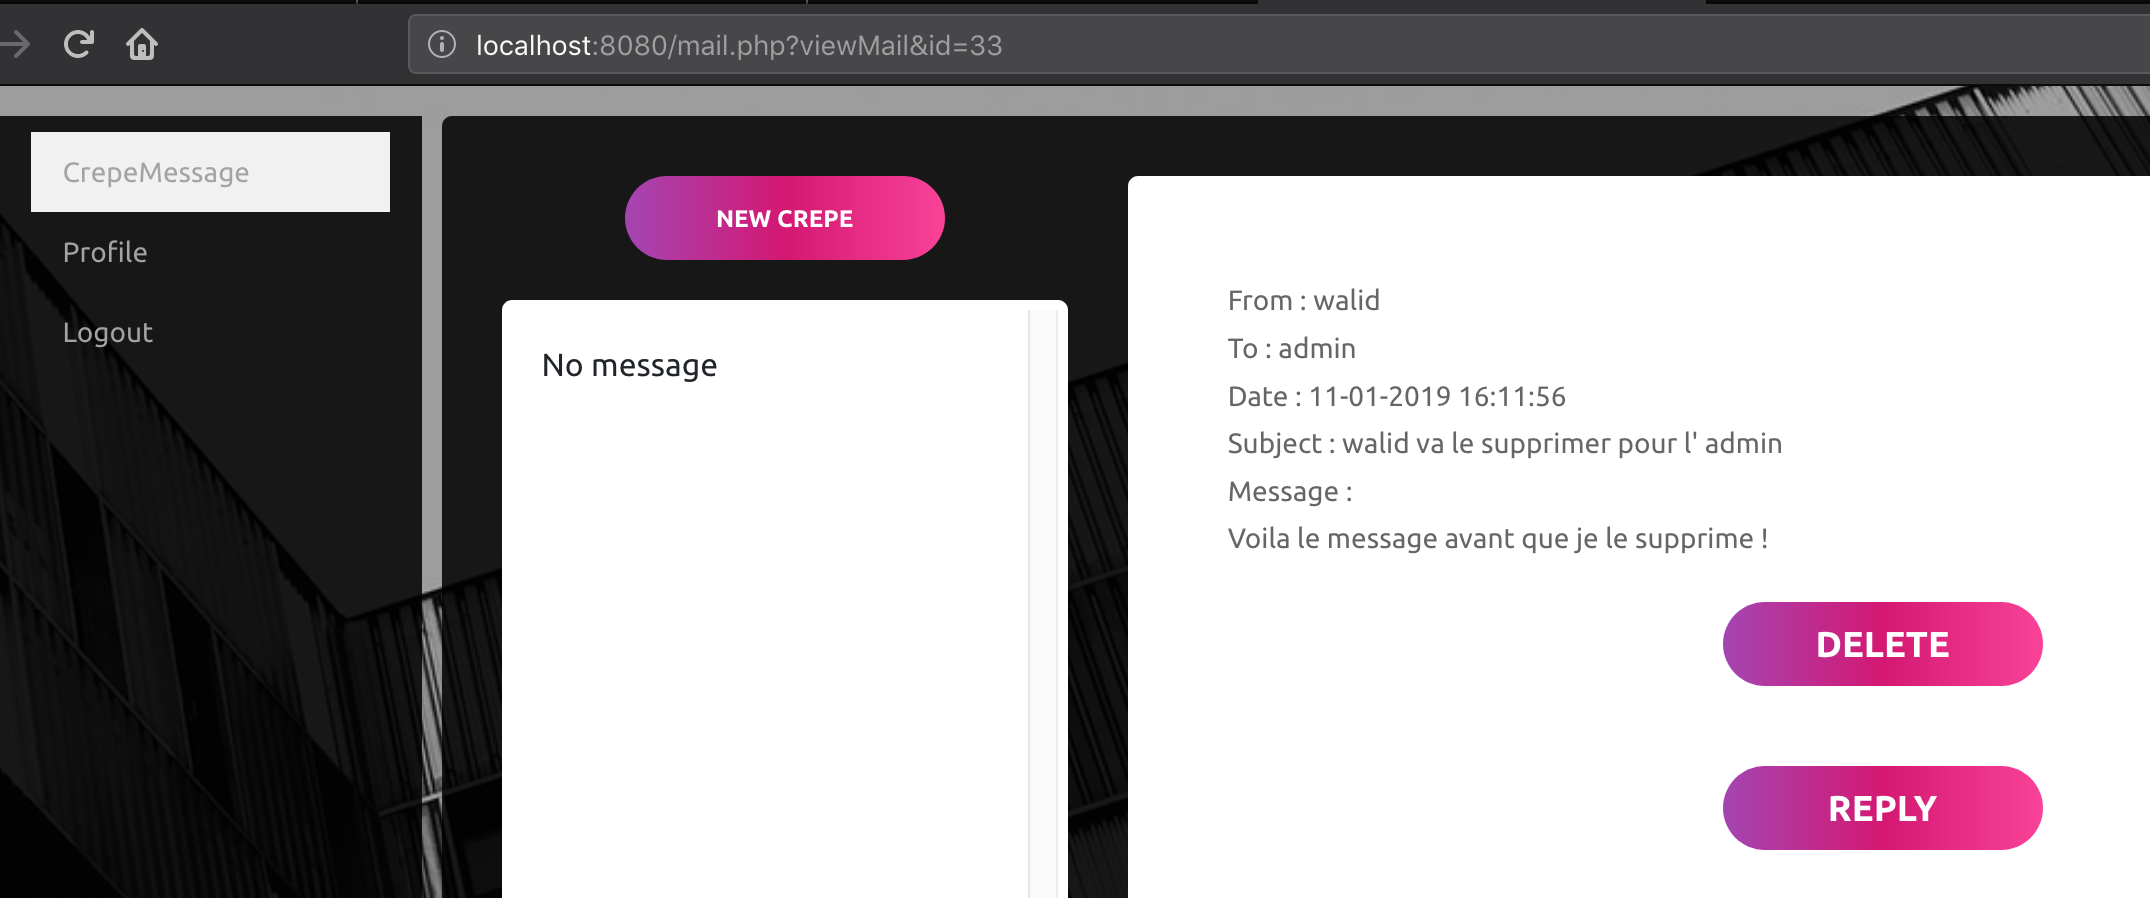 localhost:8080/mail.php?viewMail&id=33
CrepeMessage
Profile
Logout
NEW CREPE
No message
From : walid
To : admin
Date : 11-01-2019 16:11:56
Subject : walid va le supprimer pour l' admin
Message :
Voila le message avant que je le supprime !
DELETE
REPLY